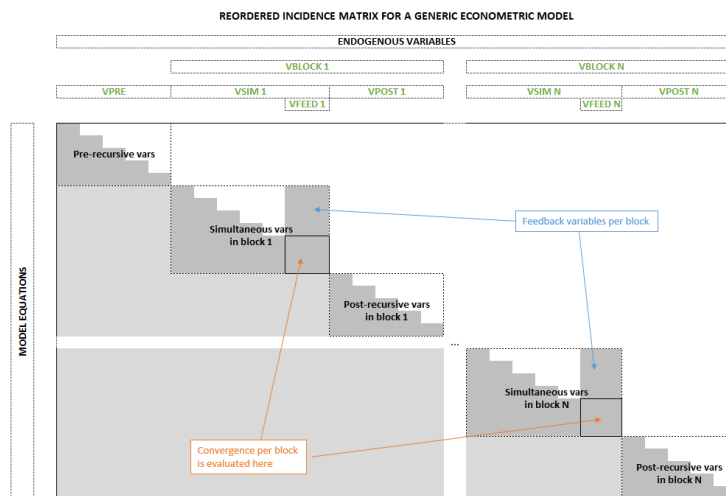 REORDERED INCIDENCE MATRIX FOR A GENERIC ECONOMETRIC MODEL
ENDOGENOUS VARIABLES
VBLOCK 1
VBLOCK N
VPRE
VSIM 1
VPOST 1
VSIM N
VPOST N
VFEED 1
VFEED N
MODEL EQUATIONS
Pre-recursive vars
Simultaneous vars
in block 1
Feedback variables per block
Post-recursive vars
in block 1
...
Simultaneous vars
in block N
Convergence per block
is evaluated here
Post-recursive vars
in block N